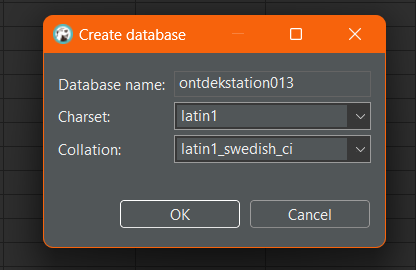 Create database
Database name: ontdekstation013
Charset: latin1
Collation: latin1_swedish_ci
OK Cancel